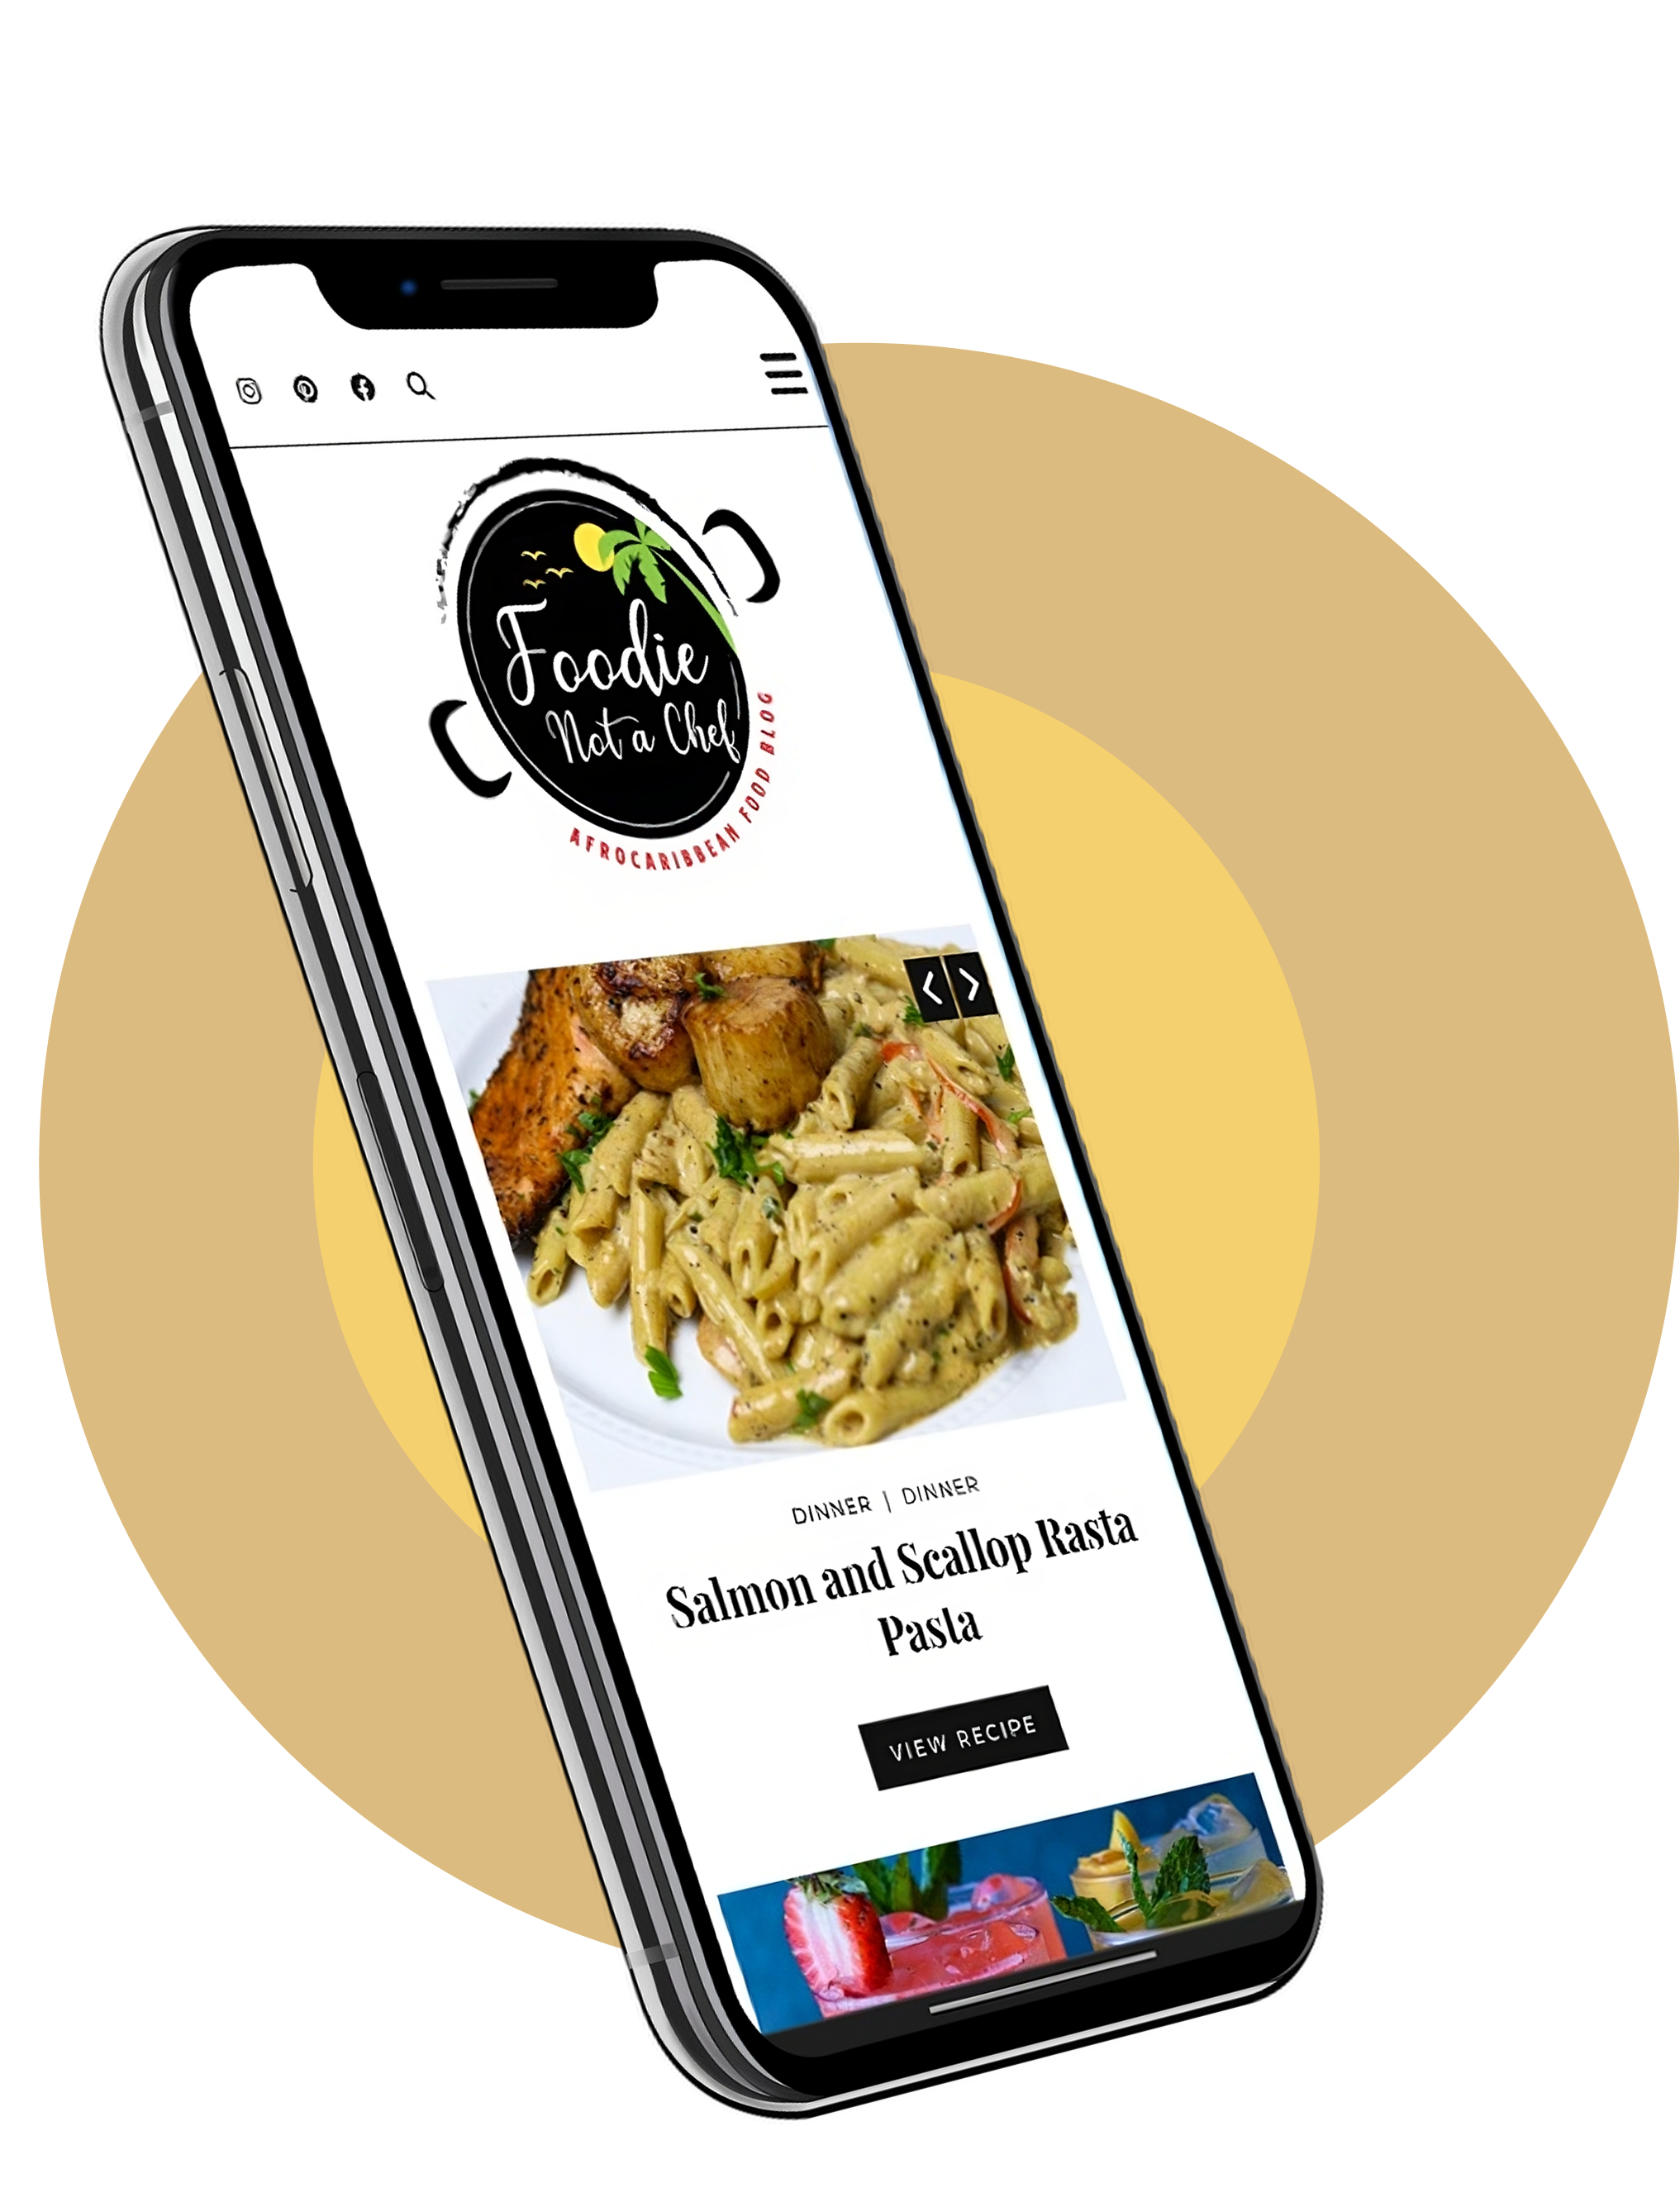 Foodie
Not a Chef
AFROCARIBBEAN FOOD BLOG
DINNER | DINNER
Salmon and Scallop Rasta
Pasta
VIEW RECIPE